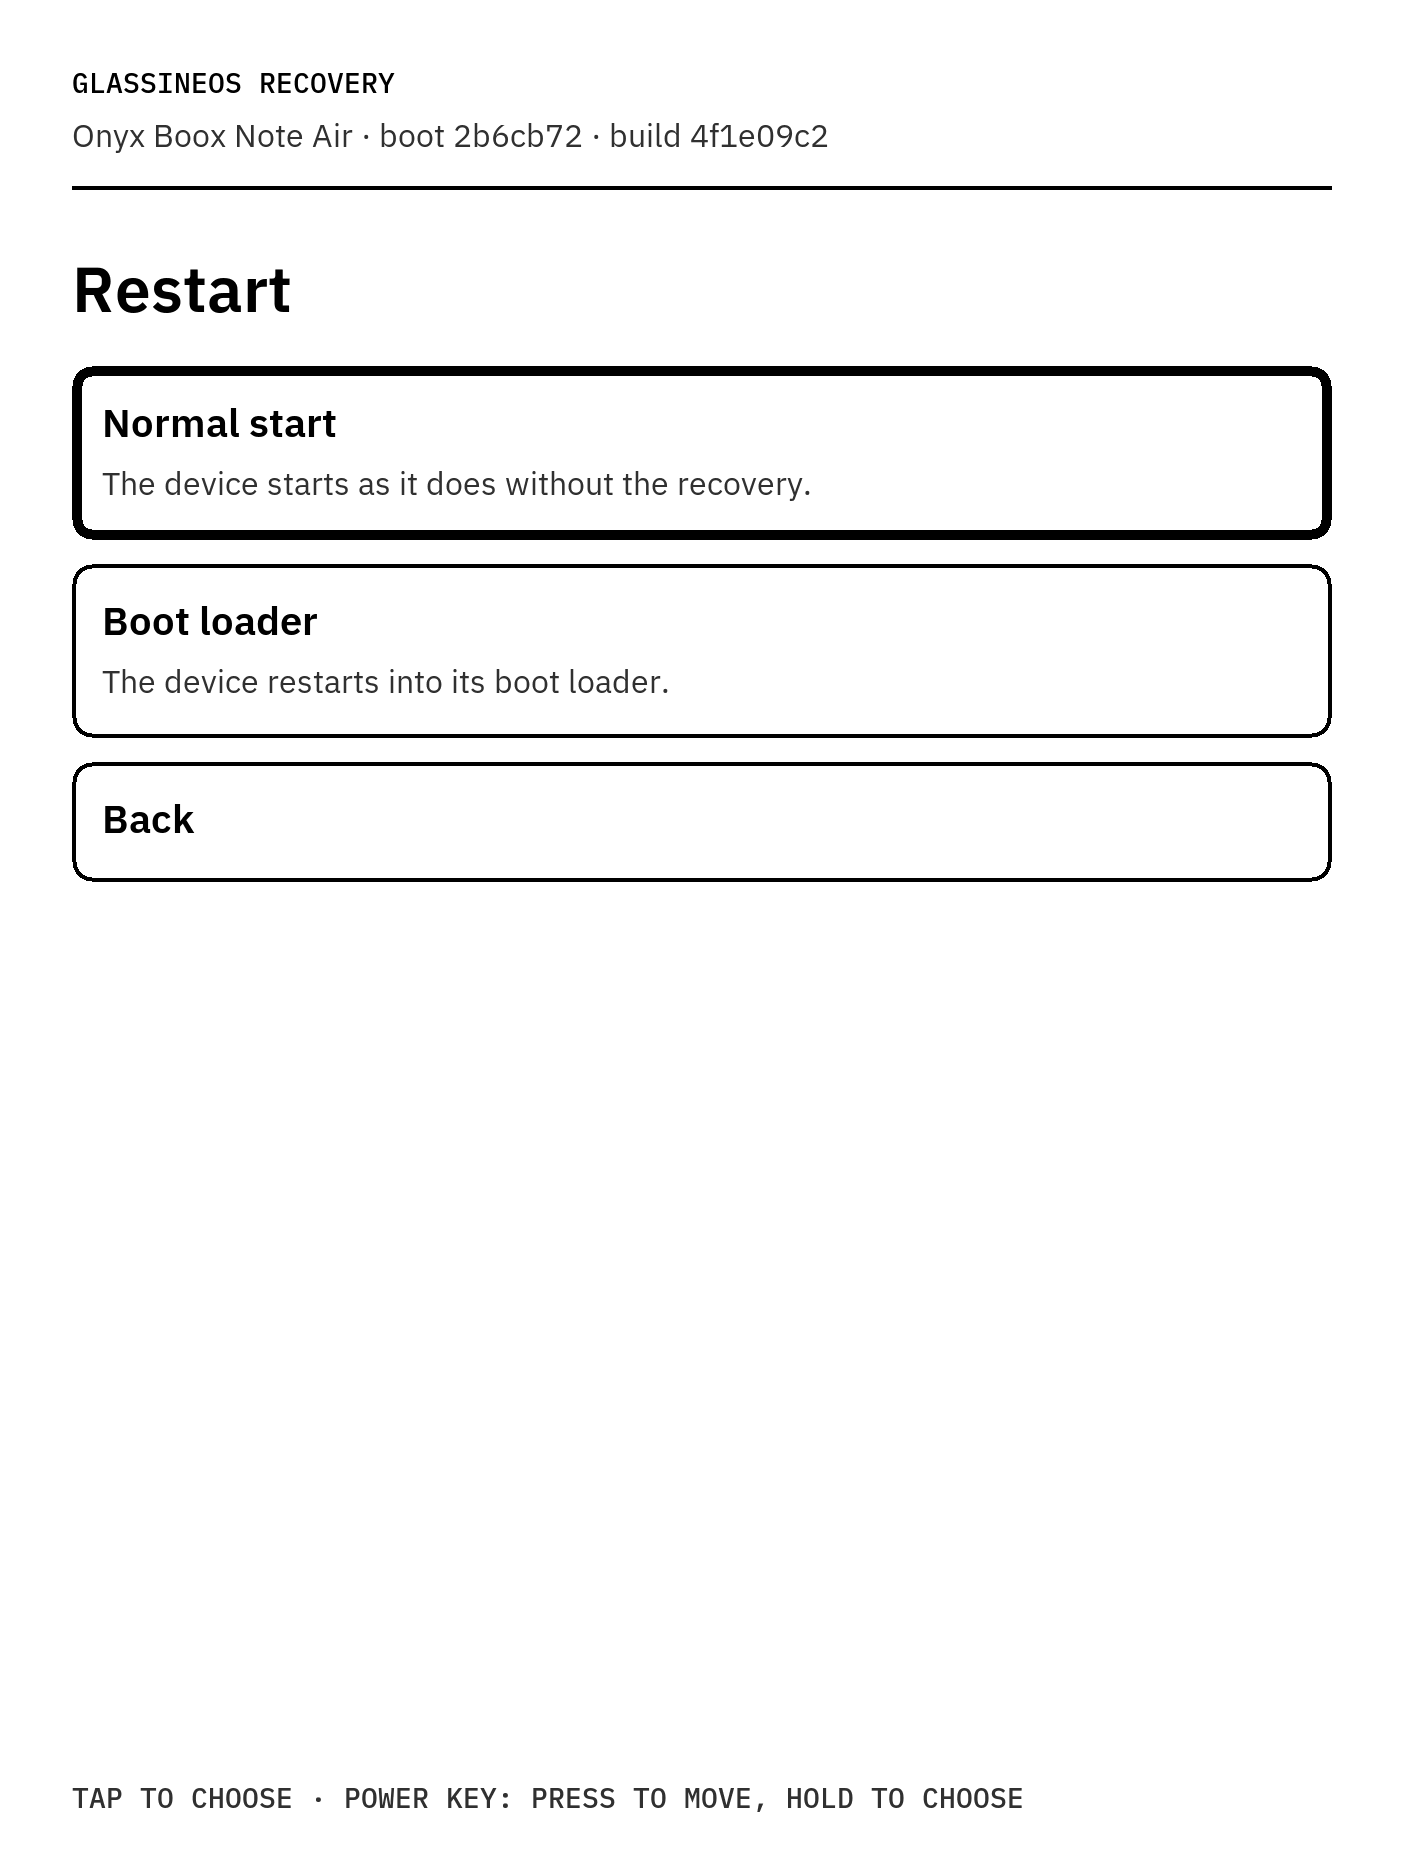 GLASSINEOS RECOVERY
Onyx Boox Note Air · boot 2b6cb72 · build 4f1e09c2
Restart
Normal start
The device starts as it does without the recovery.
Boot loader
The device restarts into its boot loader.
Back
TAP TO CHOOSE · POWER KEY: PRESS TO MOVE, HOLD TO CHOOSE